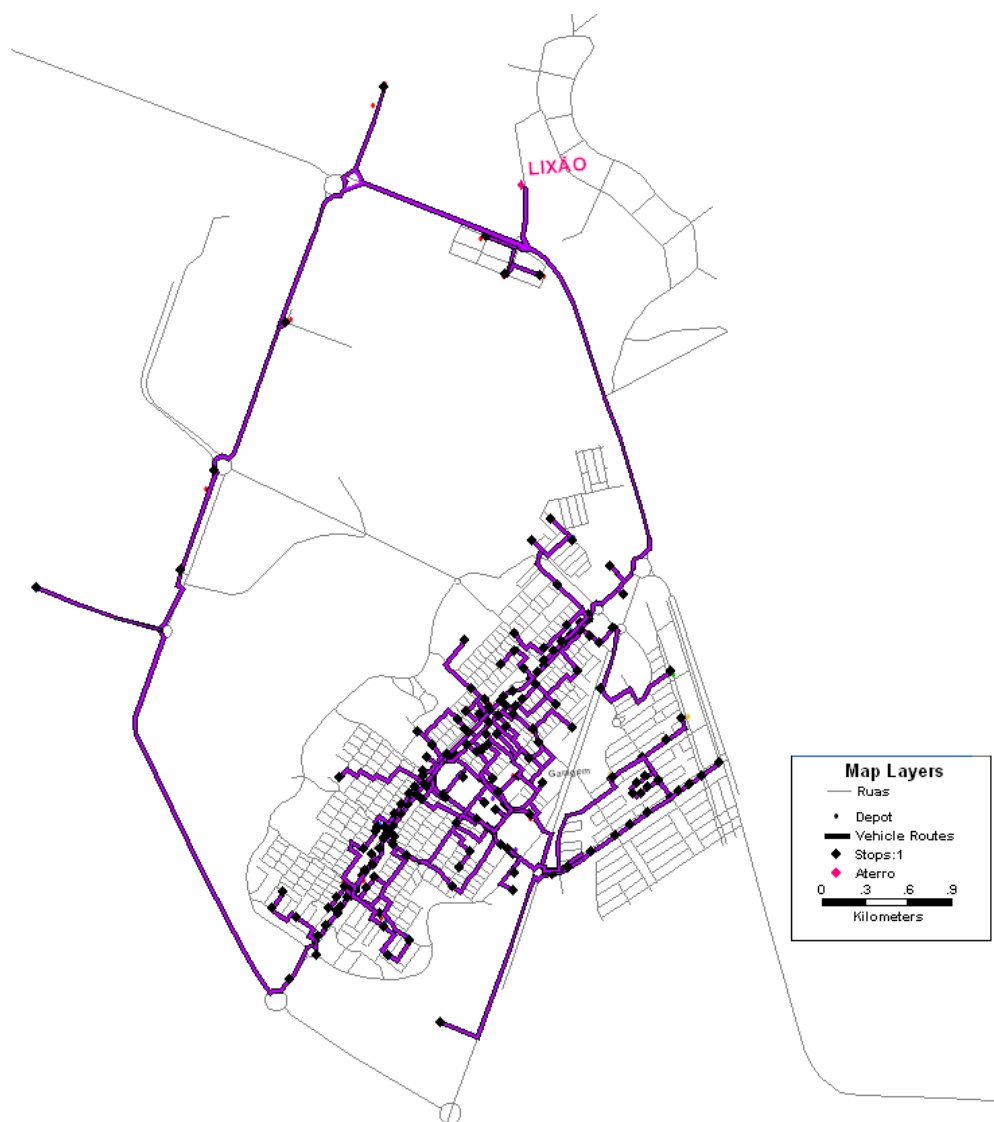 LIXÃO
Garagem
Map Layers
Ruas
Depot
Vehicle Routes
Stops:1
Aterro
0 .3 .6 .9
Kilometers